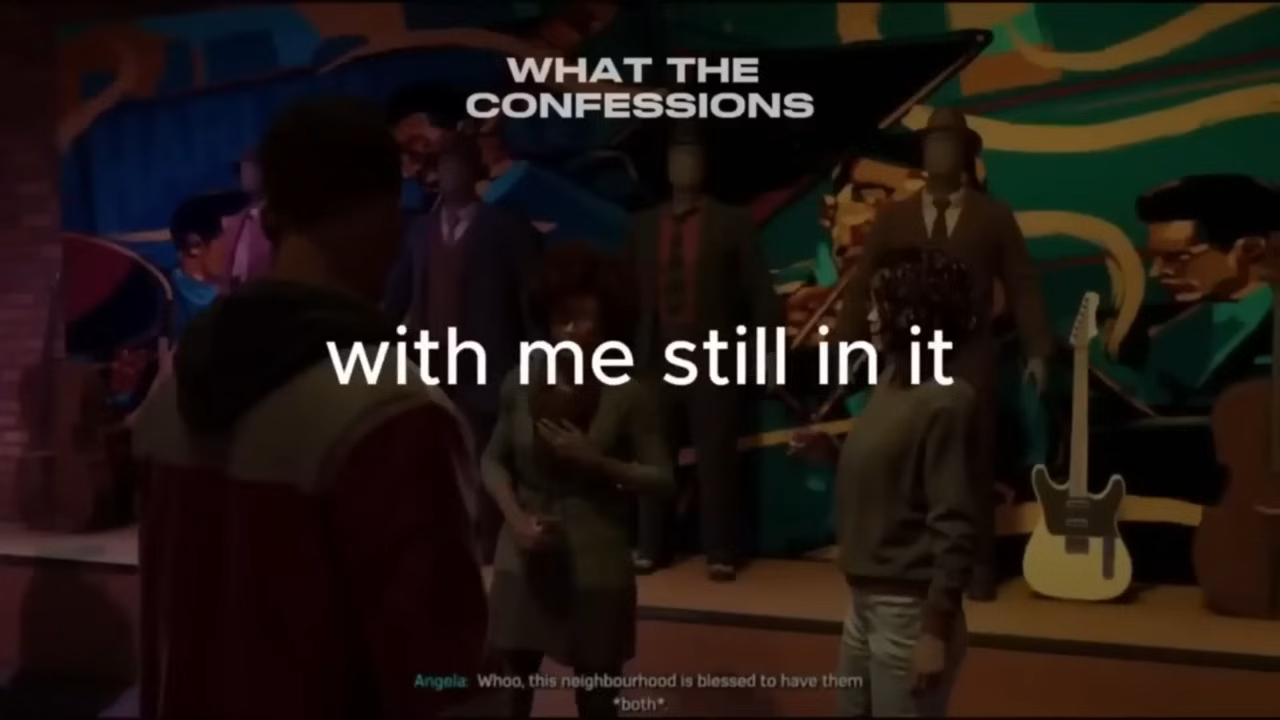 WHAT THE
CONFESSIONS
with me still in it
Angela: Whoo, this neighbourhood is blessed to have them
*both*.